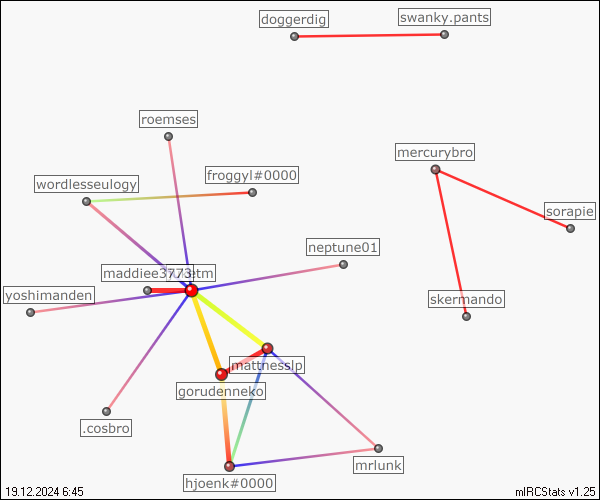 doggerdig
swanky.pants
roemses
mercurybro
froggyl#0000
wordlesseulogy
sorapie
neptune01
maddiee3773
yoshimanden
skermando
mattnesslp
gorudenneko
.cosbro
mrlunk
hjoenk#0000
19.12.2024 6:45
mIRCStats v1.25